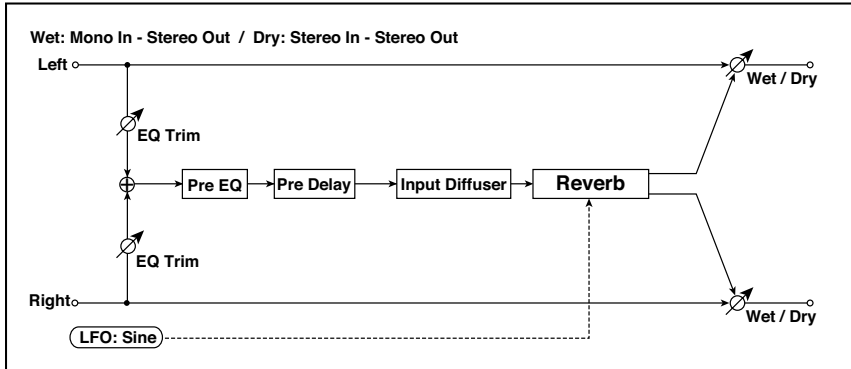 Wet: Mono In - Stereo Out / Dry: Stereo In - Stereo Out
Left
Wet / Dry
EQ Trim
Pre EQ
Pre Delay
Input Diffuser
Reverb
EQ Trim
Right
Wet / Dry
LFO: Sine